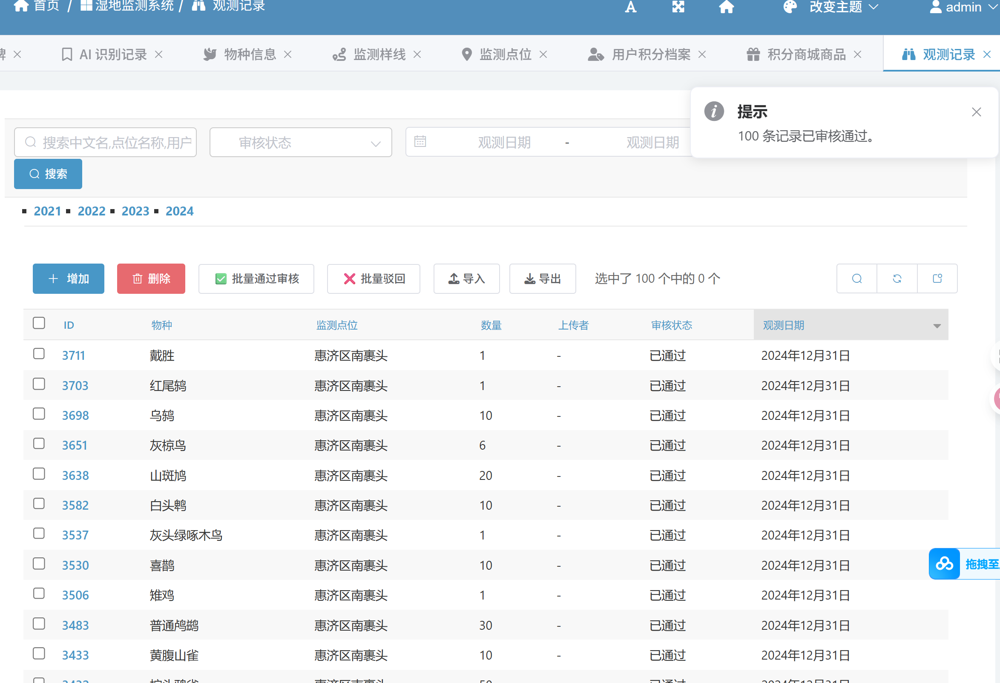 首页 / 湿地监测系统 / 观测记录
改变主题
admin
AI 识别记录
物种信息
监测样线
监测点位
用户积分档案
积分商城商品
观测记录
提示
100 条记录已审核通过。
搜索中文名,点位名称,用户
审核状态
观测日期 - 观测日期
搜索
2021 2022 2023 2024
增加
删除
批量通过审核
批量驳回
导入
导出
选中了 100 个中的 0 个
ID 物种 监测点位 数量 上传者 审核状态 观测日期
3711 戴胜 惠济区南裹头 1 - 已通过 2024年12月31日
3703 红尾鸫 惠济区南裹头 1 - 已通过 2024年12月31日
3698 乌鸫 惠济区南裹头 10 - 已通过 2024年12月31日
3651 灰椋鸟 惠济区南裹头 6 - 已通过 2024年12月31日
3638 山斑鸠 惠济区南裹头 20 - 已通过 2024年12月31日
3582 白头鹎 惠济区南裹头 10 - 已通过 2024年12月31日
3537 灰头绿啄木鸟 惠济区南裹头 1 - 已通过 2024年12月31日
3530 喜鹊 惠济区南裹头 10 - 已通过 2024年12月31日
拖拽至
3506 雉鸡 惠济区南裹头 1 - 已通过 2024年12月31日
3483 普通鸬鹚 惠济区南裹头 30 - 已通过 2024年12月31日
3433 黄腹山雀 惠济区南裹头 10 - 已通过 2024年12月31日